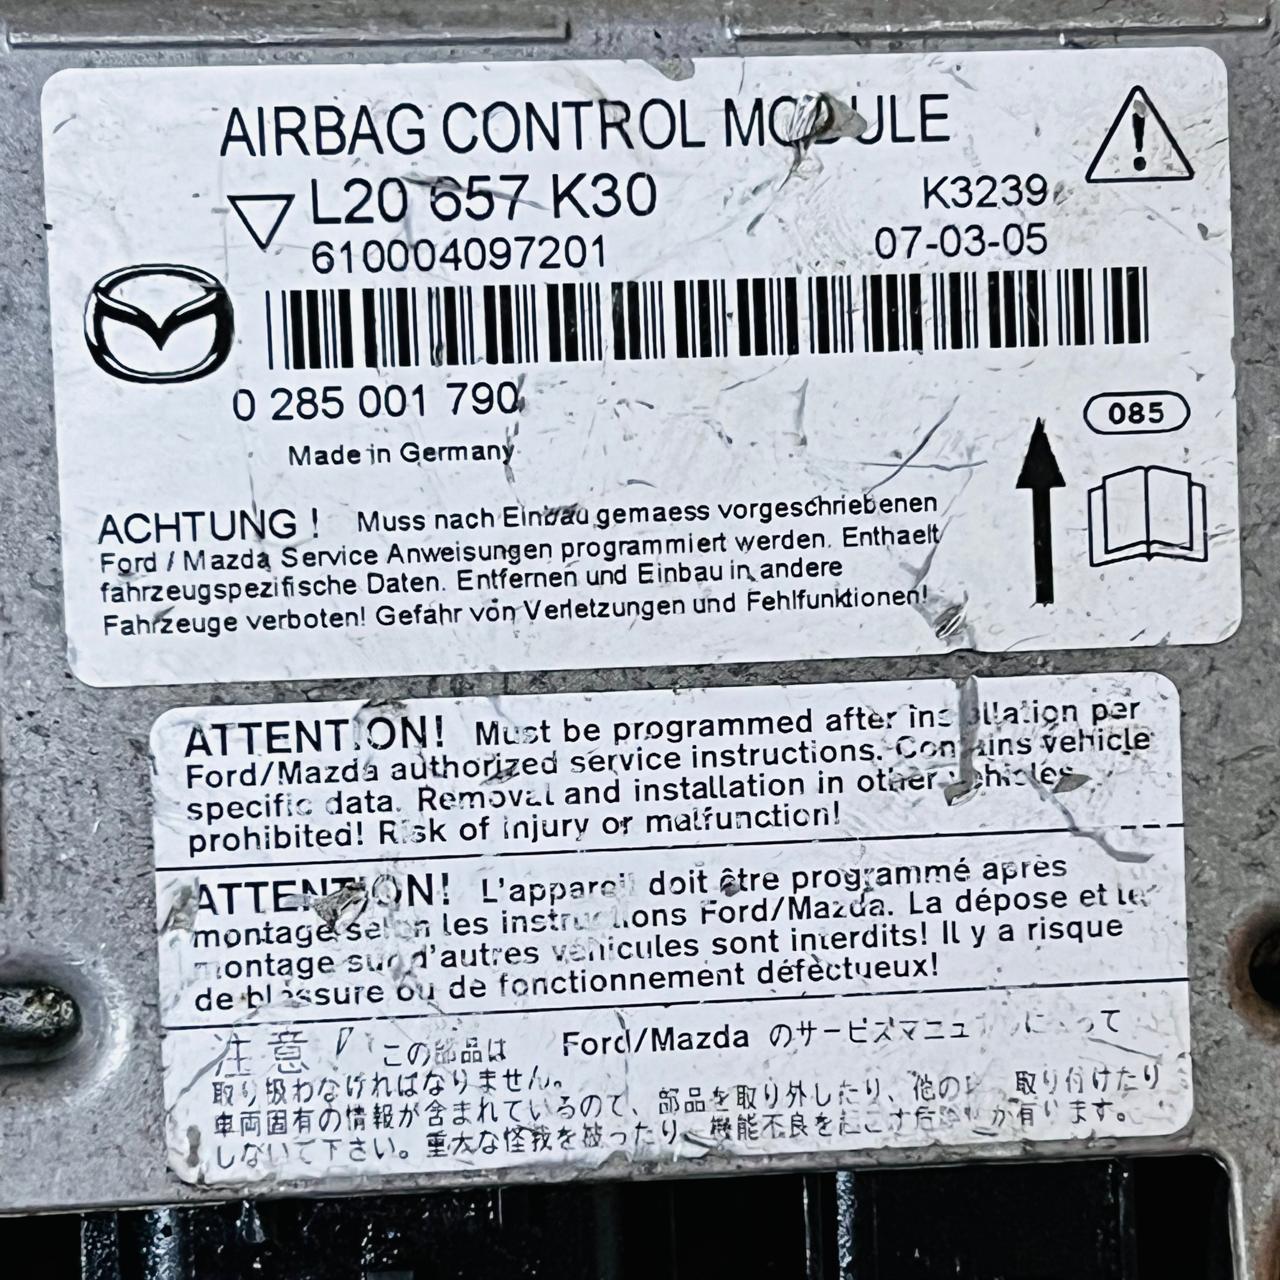 AIRBAG CONTROL MODULE
L20 657 K30
K3239
610004097201
07-03-05
0 285 001 790
085
Made in Germany
ACHTUNG ! Muss nach Einbau gemaess vorgeschriebenen
Ford / Mazda Service Anweisungen programmiert werden. Enthaelt
fahrzeugspezifische Daten. Entfernen und Einbau in andere
Fahrzeuge verboten! Gefahr von Verletzungen und Fehlfunktionen!
ATTENTION! Must be programmed after installation per
Ford/Mazda authorized service instructions. Contains vehicle
specific data. Removal and installation in other vehicles
prohibited! Risk of injury or malfunction!
ATTENTION! L'appareil doit être programmé après
montage selon les instructions Ford/Mazda. La dépose et le
montage sur d'autres véhicules sont interdits! Il y a risque
de blessure ou de fonctionnement défectueux!
注意 この部品は Ford/Mazda のサービスマニュ って
取り扱わなければなりません。
車両固有の情報が含まれているので、部品を取り外したり、他の 取り付けたり
しないで下さい。重大な怪我を被ったり、機能不良を起こす危険が有ります。